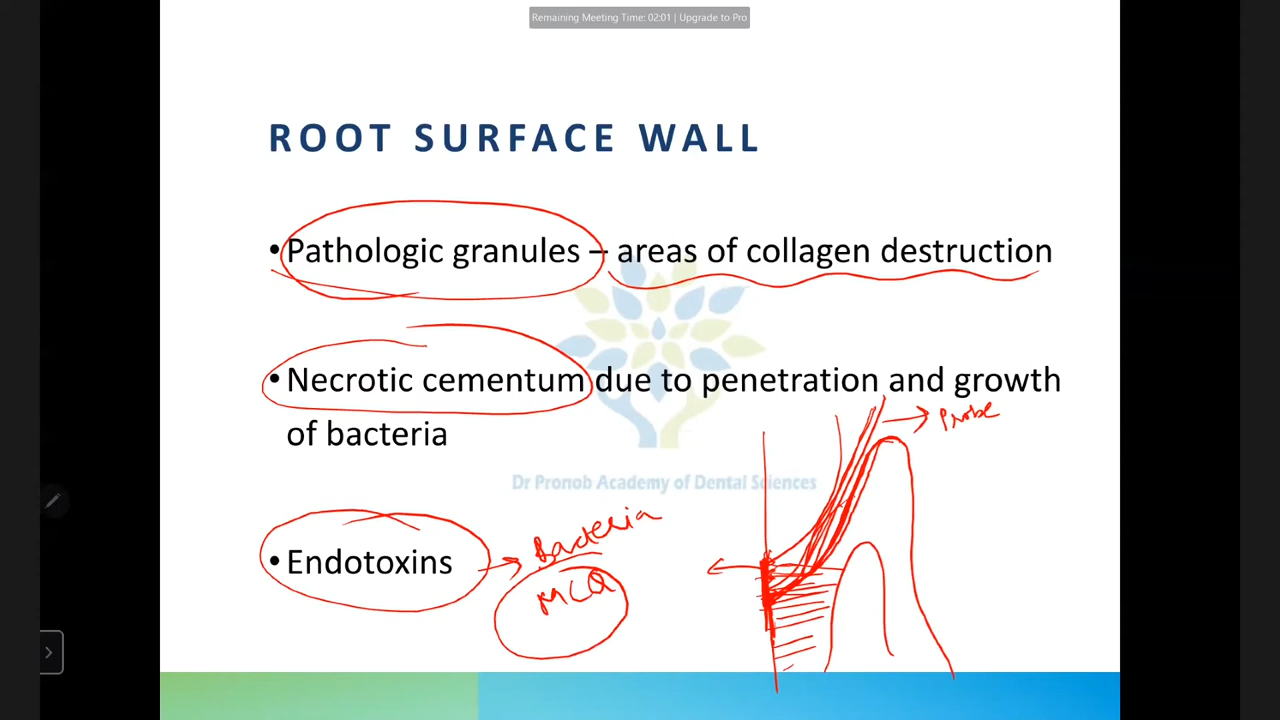 Remaining Meeting Time: 02:01 | Upgrade to Pro
ROOT SURFACE WALL
•Pathologic granules – areas of collagen destruction
•Necrotic cementum due to penetration and growth
of bacteria
Probe
Dr Pronob Academy of Dental Sciences
•Endotoxins → Bacteria
MCQ